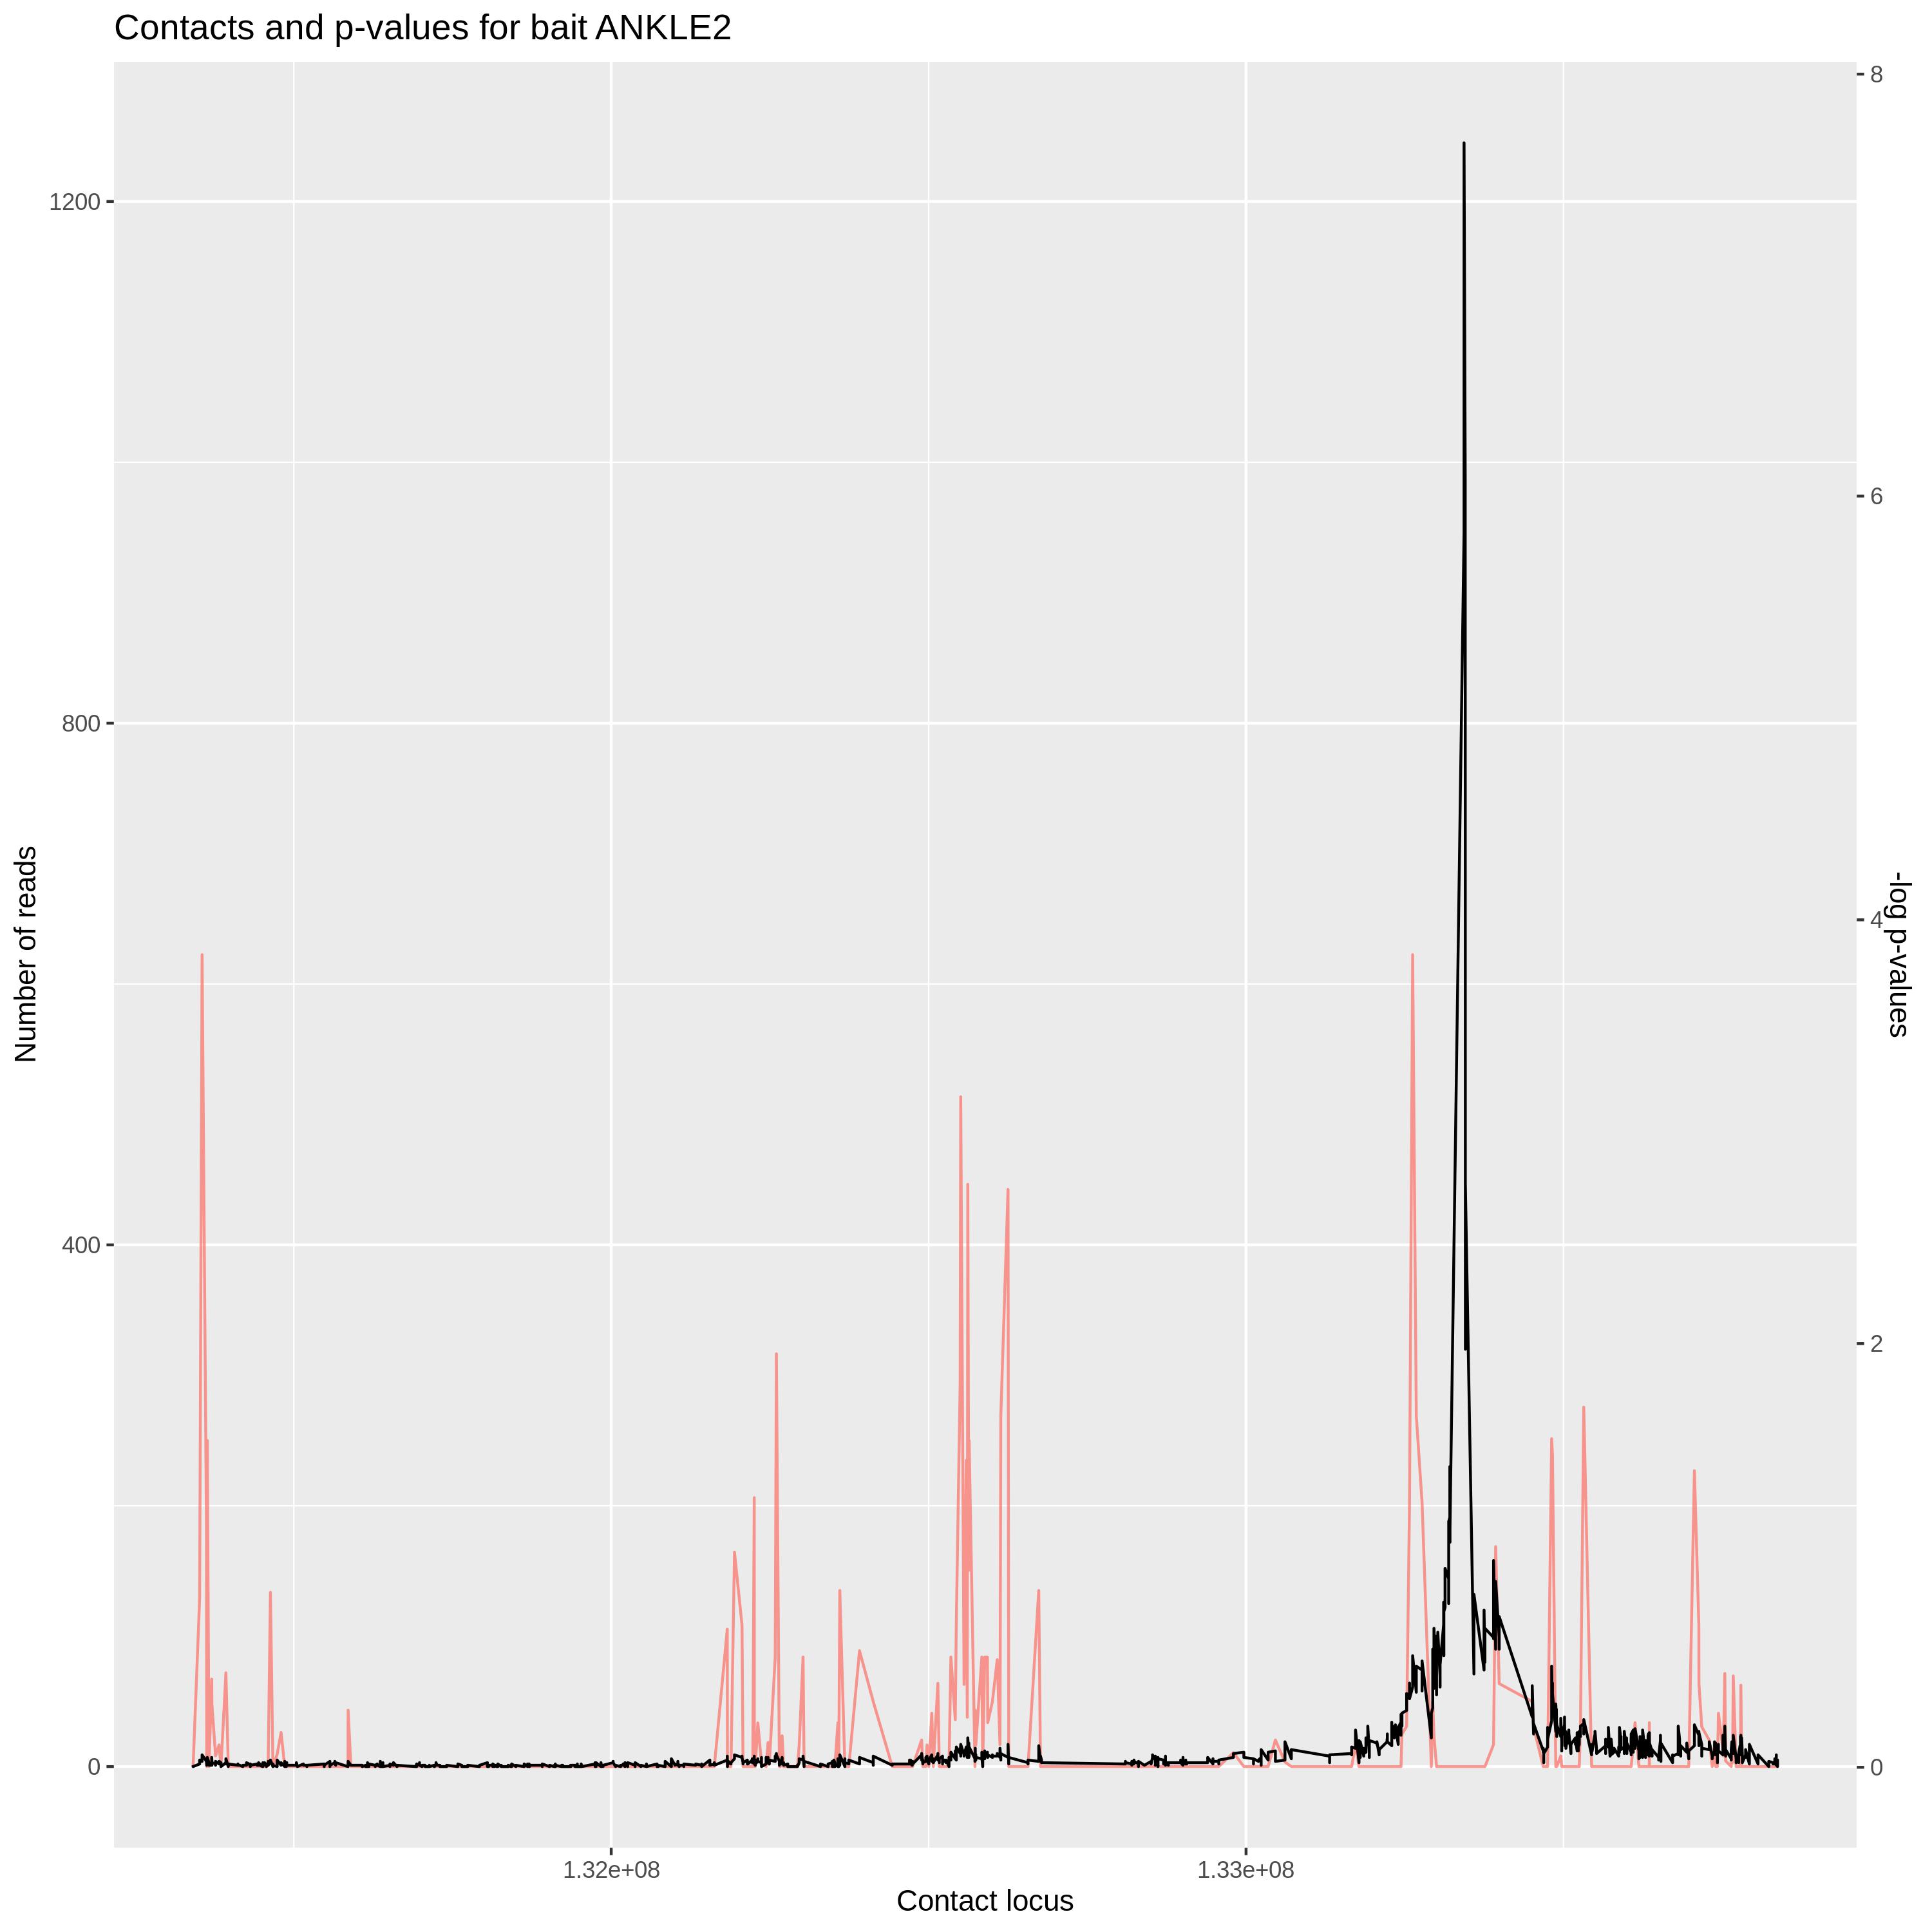 Contacts and p-values for bait ANKLE2
8
1200
6
800
4
400
2
0
0
Number of reads
-log p-values
1.32e+08
1.33e+08
Contact locus